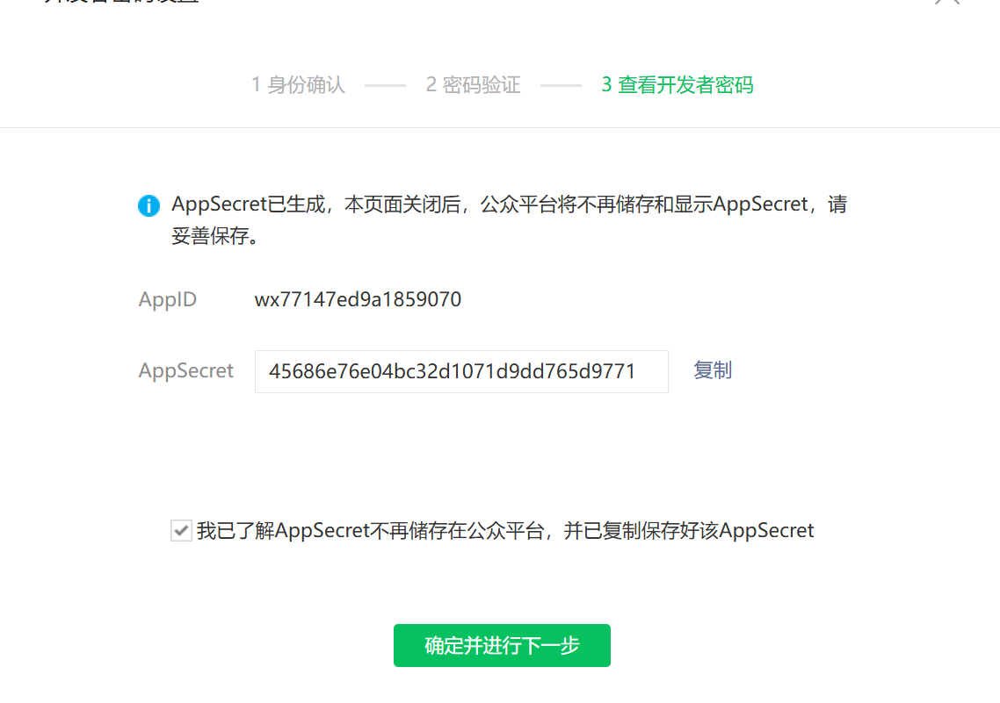 1 身份确认 2 密码验证 3 查看开发者密码
AppSecret已生成，本页面关闭后，公众平台将不再储存和显示AppSecret，请
妥善保存。
AppID wx77147ed9a1859070
AppSecret 45686e76e04bc32d1071d9dd765d9771 复制
我已了解AppSecret不再储存在公众平台，并已复制保存好该AppSecret
确定并进行下一步